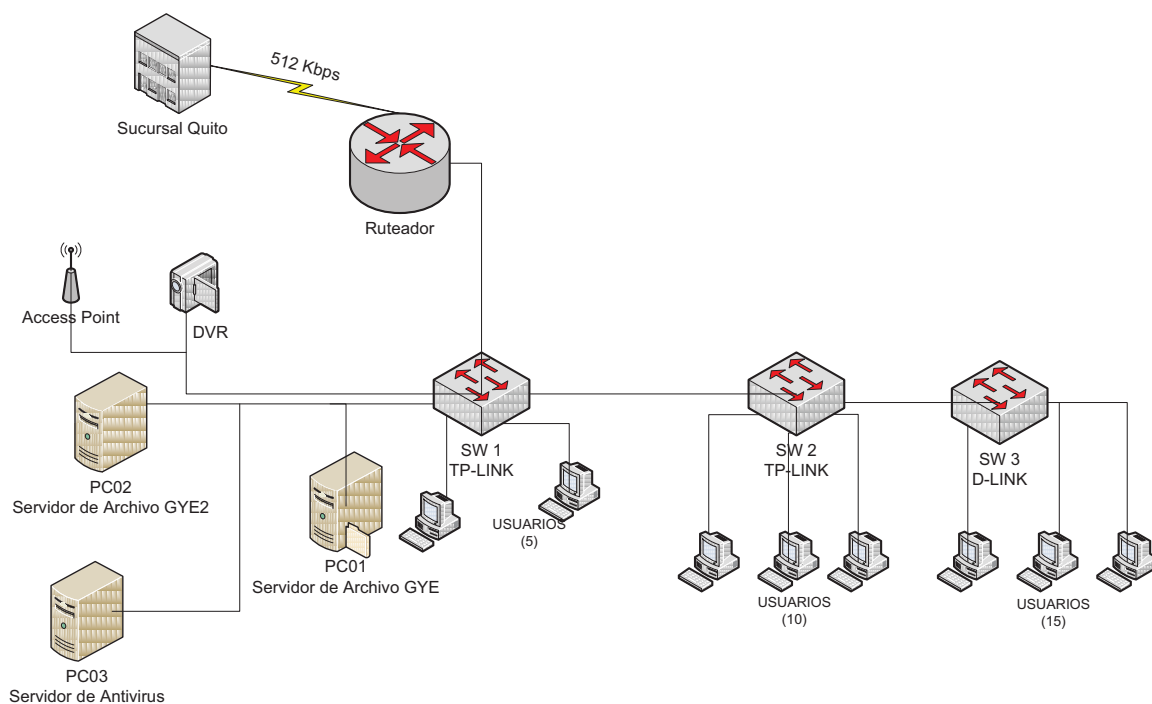 512 Kbps
Sucursal Quito
Ruteador
Access Point
DVR
SW 1
TP-LINK
SW 2
TP-LINK
SW 3
D-LINK
PC02
Servidor de Archivo GYE2
USUARIOS
(5)
PC01
Servidor de Archivo GYE
USUARIOS
(10)
USUARIOS
(15)
PC03
Servidor de Antivirus